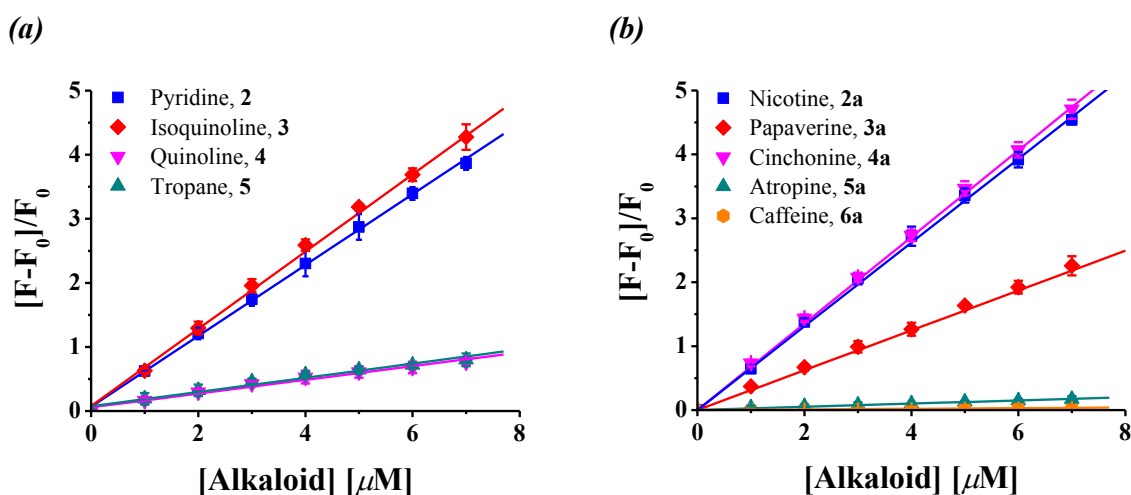 (a)
5
4
3
2
1
0
0 2 4 6 8
[F-F0]/F0
[Alkaloid] [μM]
Pyridine, 2
Isoquinoline, 3
Quinoline, 4
Tropane, 5
(b)
5
4
3
2
1
0
0 2 4 6 8
[F-F0]/F0
[Alkaloid] [μM]
Nicotine, 2a
Papaverine, 3a
Cinchonine, 4a
Atropine, 5a
Caffeine, 6a